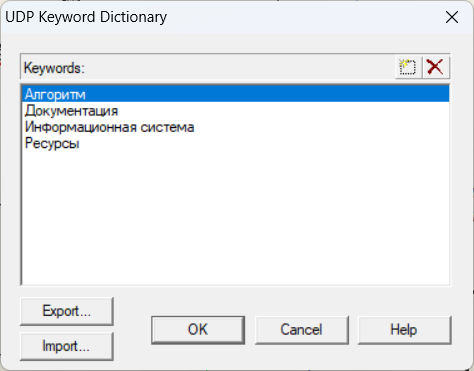 UDP Keyword Dictionary
Keywords:
Алгоритм
Документация
Информационная система
Ресурсы
Export...
OK
Cancel
Help
Import...